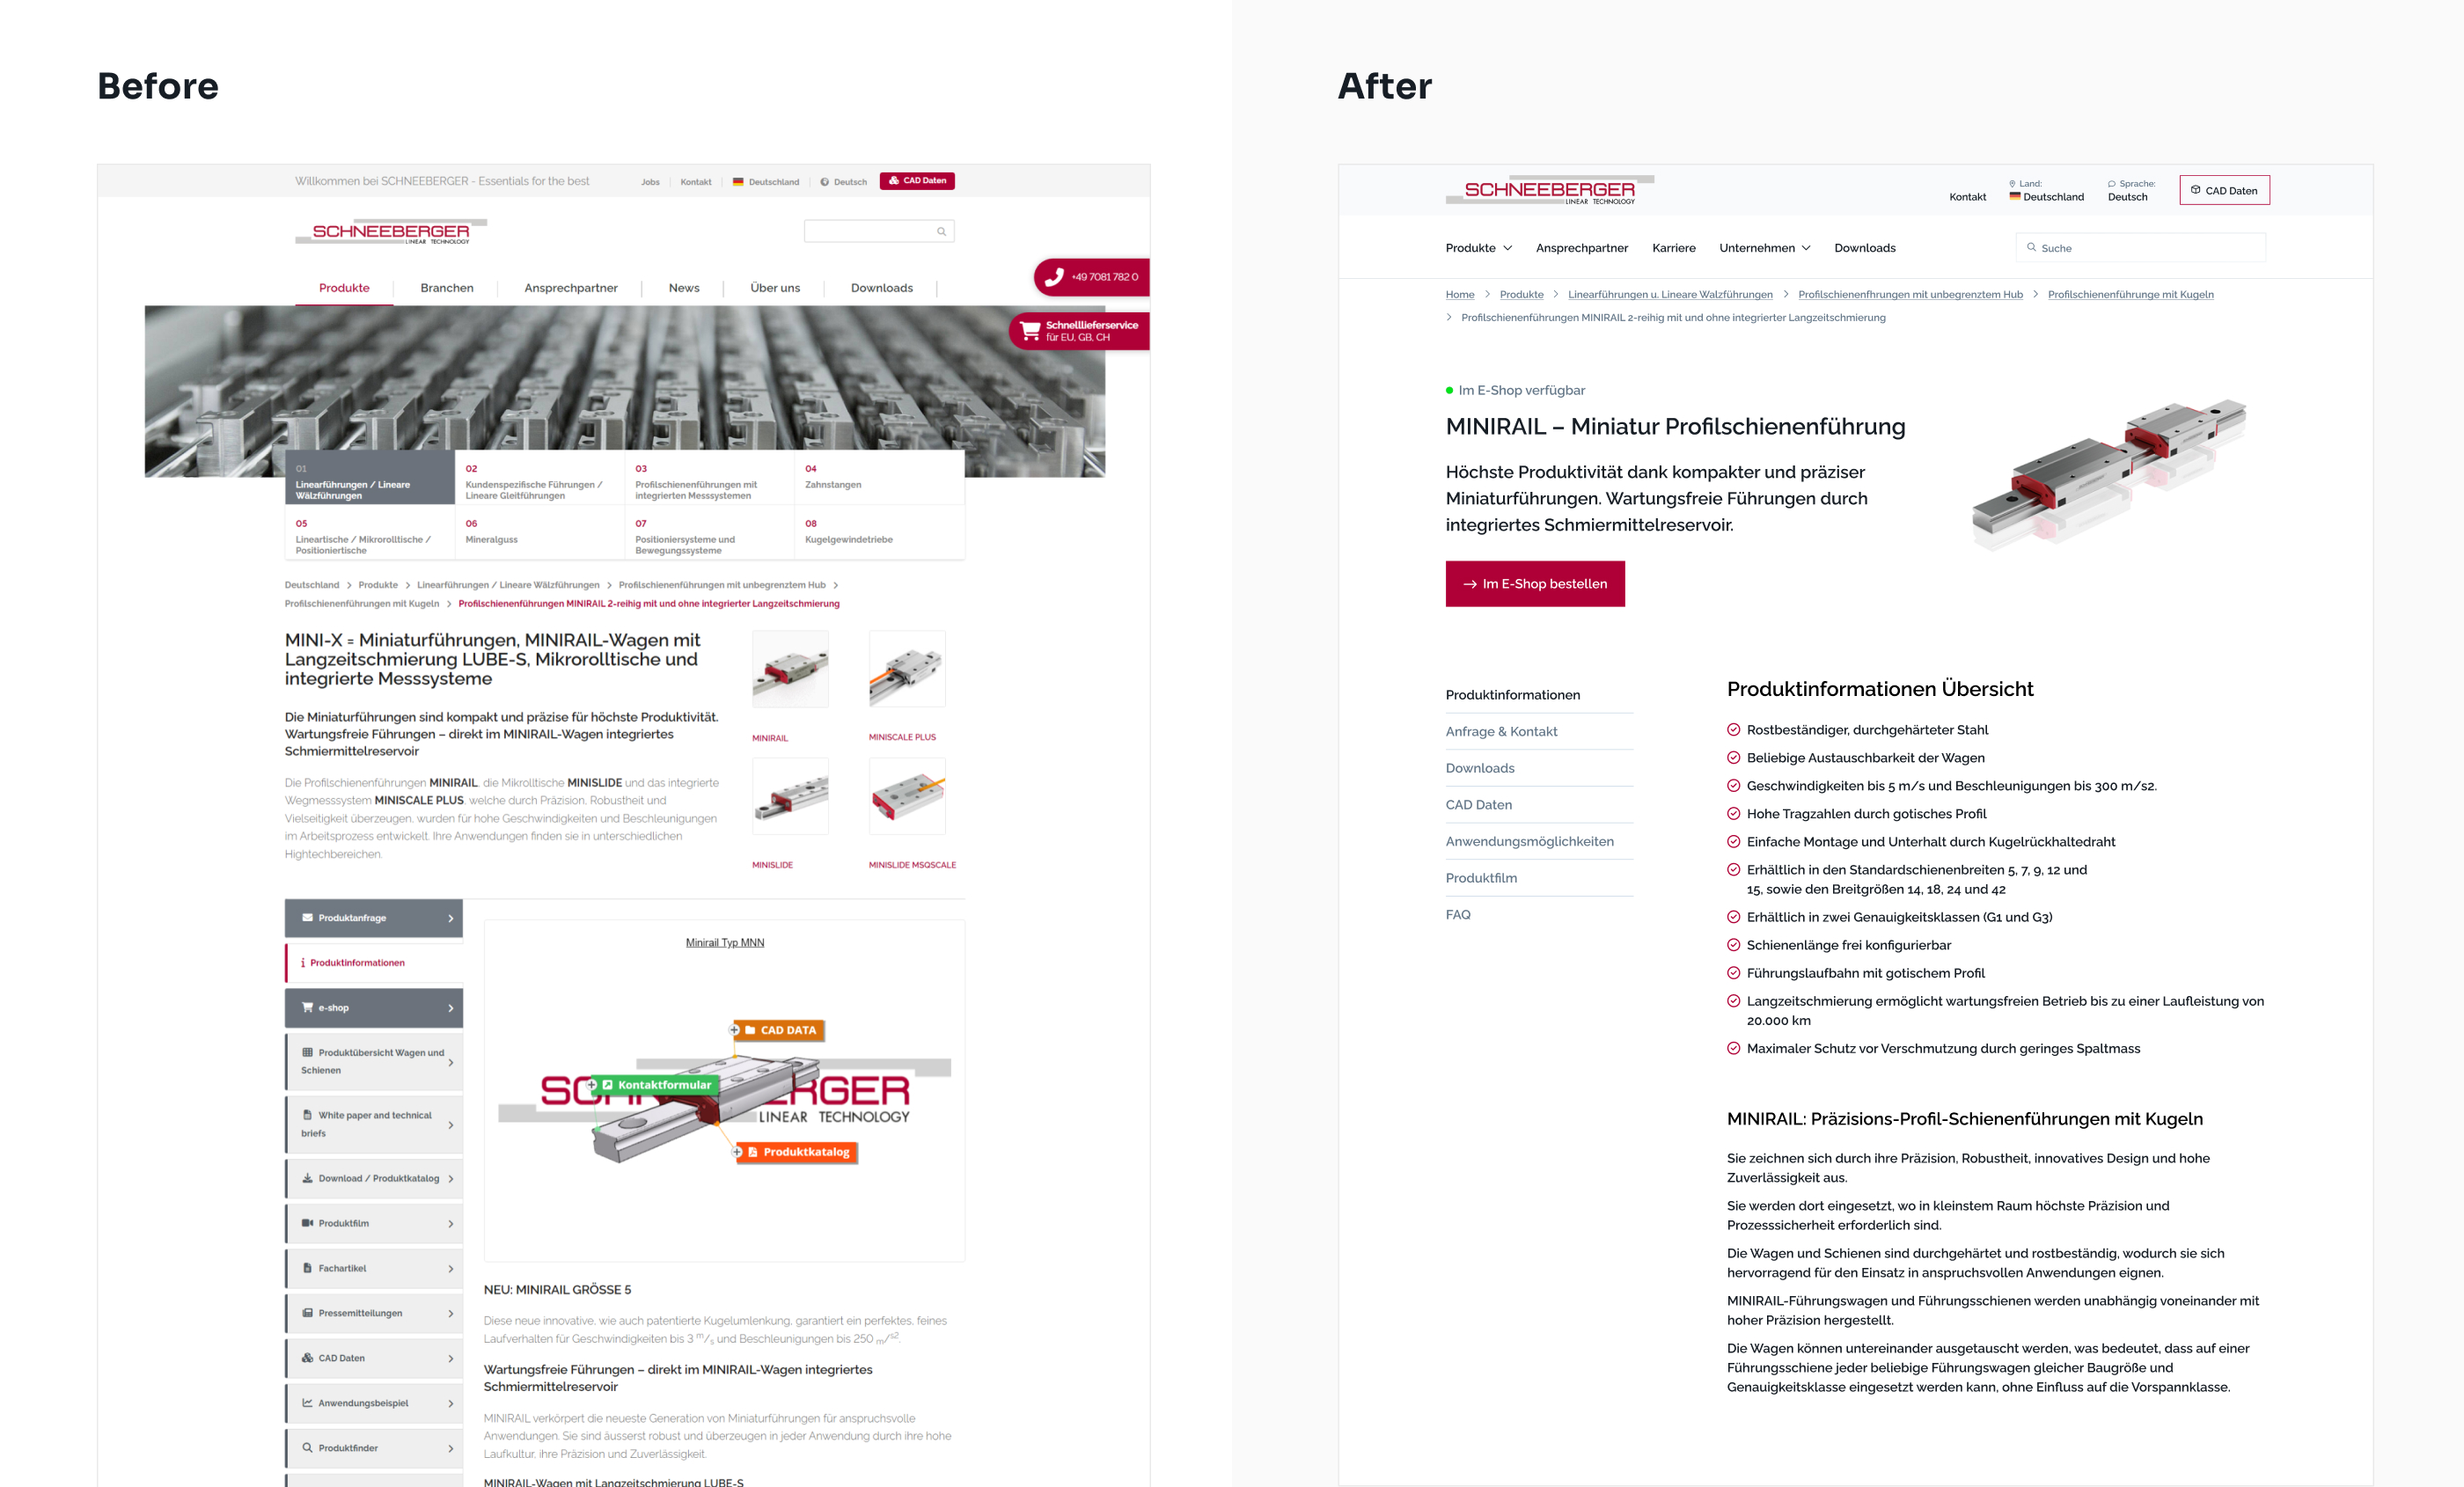 Before
Willkommen bei SCHNEEBERGER - Essentials for the best
Jobs
Kontakt
Deutschland
Deutsch
CAD Daten
SCHNEEBERGER
LINEAR TECHNOLOGY
+49 7081 782 0
Produkte
Branchen
Ansprechpartner
News
Über uns
Downloads
Schnelllieferservice
für EU, GB, CH
01
Linearführungen / Lineare
Wälzführungen
02
Kundenspezifische Führungen /
Lineare Gleitführungen
03
Profilschienenführungen mit
integrierten Messsystemen
04
Zahnstangen
05
Lineartische / Mikrorolltische /
Positioniertische
06
Mineralguss
07
Positioniersysteme und
Bewegungssysteme
08
Kugelgewindetriebe
Deutschland > Produkte > Linearführungen / Lineare Wälzführungen > Profilschienenführungen mit unbegrenztem Hub >
Profilschienenführungen mit Kugeln > Profilschienenführungen MINIRAIL 2-reihig mit und ohne integrierter Langzeitschmierung
MINI-X = Miniaturführungen, MINIRAIL-Wagen mit
Langzeitschmierung LUBE-S, Mikrorolltische und
integrierte Messsysteme
Die Miniaturführungen sind kompakt und präzise für höchste Produktivität.
Wartungsfreie Führungen – direkt im MINIRAIL-Wagen integriertes
Schmiermittelreservoir
Die Profilschienenführungen MINIRAIL, die Mikrolltische MINISLIDE und das integrierte
Wegmesssystem MINISCALE PLUS, welche durch Präzision, Robustheit und
Vielseitigkeit überzeugen, wurden für hohe Geschwindigkeiten und Beschleunigungen
im Arbeitsprozess entwickelt. Ihre Anwendungen finden sie in unterschiedlichen
Hightechbereichen.
MINIRAIL
MINISCALE PLUS
MINISLIDE
MINISLIDE MSQSCALE
Produktanfrage
Produktinformationen
e-shop
Produktübersicht Wagen und
Schienen
White paper and technical
briefs
Download / Produktkatalog
Produktfilm
Fachartikel
Pressemitteilungen
CAD Daten
Anwendungsbeispiel
Produktfinder
Minirail Typ MNN
CAD DATA
Kontaktformular
SC RGER
LINEAR TECHNOLOGY
Produktkatalog
NEU: MINIRAIL GRÖSSE 5
Diese neue innovative, wie auch patentierte Kugelumlenkung, garantiert ein perfektes, feines
Laufverhalten für Geschwindigkeiten bis 3 m/s und Beschleunigungen bis 250 m/s2.
Wartungsfreie Führungen – direkt im MINIRAIL-Wagen integriertes
Schmiermittelreservoir
MINIRAIL verkörpert die neueste Generation von Miniaturführungen für anspruchsvolle
Anwendungen. Sie sind äusserst robust und überzeugen in jeder Anwendung durch ihre hohe
Laufkultur, ihre Präzision und Zuverlässigkeit.
MINIRAIL-Wagen mit Langzeitschmierung LUBE-S
After
SCHNEEBERGER
LINEAR TECHNOLOGY
Kontakt
Land:
Deutschland
Sprache:
Deutsch
CAD Daten
Produkte
Ansprechpartner
Karriere
Unternehmen
Downloads
Suche
Home > Produkte > Linearführungen u. Lineare Walzführungen > Profilschienenfhrungen mit unbegrenztem Hub > Profilschienenführunge mit Kugeln
> Profilschienenführungen MINIRAIL 2-reihig mit und ohne integrierter Langzeitschmierung
Im E-Shop verfügbar
MINIRAIL – Miniatur Profilschienenführung
Höchste Produktivität dank kompakter und präziser
Miniaturführungen. Wartungsfreie Führungen durch
integriertes Schmiermittelreservoir.
→ Im E-Shop bestellen
Produktinformationen
Anfrage & Kontakt
Downloads
CAD Daten
Anwendungsmöglichkeiten
Produktfilm
FAQ
Produktinformationen Übersicht
Rostbeständiger, durchgehärteter Stahl
Beliebige Austauschbarkeit der Wagen
Geschwindigkeiten bis 5 m/s und Beschleunigungen bis 300 m/s2.
Hohe Tragzahlen durch gotisches Profil
Einfache Montage und Unterhalt durch Kugelrückhaltedraht
Erhältlich in den Standardschienenbreiten 5, 7, 9, 12 und
15, sowie den Breitgrößen 14, 18, 24 und 42
Erhältlich in zwei Genauigkeitsklassen (G1 und G3)
Schienenlänge frei konfigurierbar
Führungslaufbahn mit gotischem Profil
Langzeitschmierung ermöglicht wartungsfreien Betrieb bis zu einer Laufleistung von
20.000 km
Maximaler Schutz vor Verschmutzung durch geringes Spaltmass
MINIRAIL: Präzisions-Profil-Schienenführungen mit Kugeln
Sie zeichnen sich durch ihre Präzision, Robustheit, innovatives Design und hohe
Zuverlässigkeit aus.
Sie werden dort eingesetzt, wo in kleinstem Raum höchste Präzision und
Prozesssicherheit erforderlich sind.
Die Wagen und Schienen sind durchgehärtet und rostbeständig, wodurch sie sich
hervorragend für den Einsatz in anspruchsvollen Anwendungen eignen.
MINIRAIL-Führungswagen und Führungsschienen werden unabhängig voneinander mit
hoher Präzision hergestellt.
Die Wagen können untereinander ausgetauscht werden, was bedeutet, dass auf einer
Führungsschiene jeder beliebige Führungswagen gleicher Baugröße und
Genauigkeitsklasse eingesetzt werden kann, ohne Einfluss auf die Vorspannklasse.